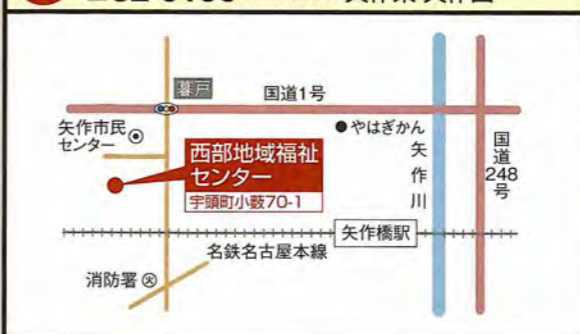 暮戸
国道1号
矢作市民
センター
やはぎかん
西部地域福祉
センター
宇頭町小薮70-1
矢作川
国道248号
矢作橋駅
名鉄名古屋本線
消防署